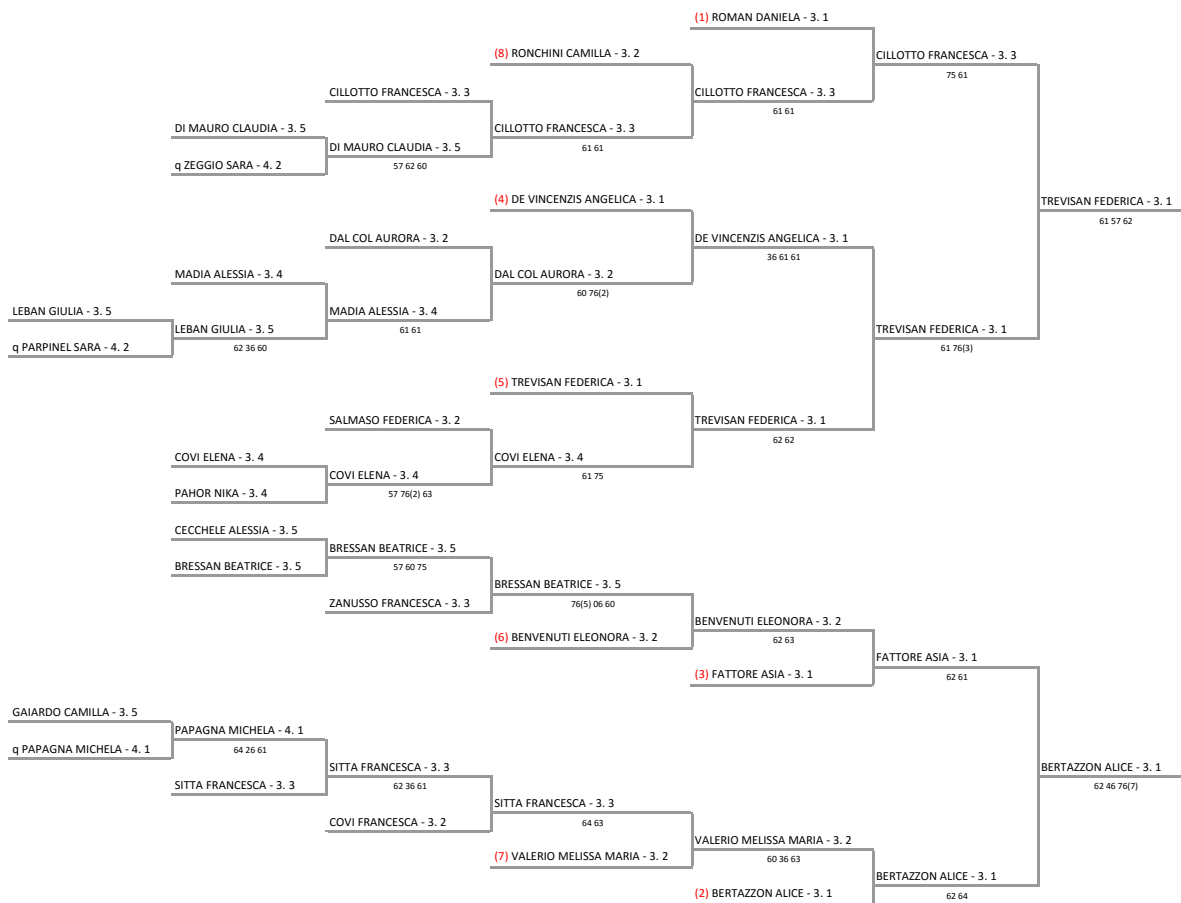 (1) ROMAN DANIELA - 3. 1
(8) RONCHINI CAMILLA - 3. 2
CILLOTTO FRANCESCA - 3. 3
75 61
CILLOTTO FRANCESCA - 3. 3
CILLOTTO FRANCESCA - 3. 3
61 61
DI MAURO CLAUDIA - 3. 5
CILLOTTO FRANCESCA - 3. 3
61 61
DI MAURO CLAUDIA - 3. 5
57 62 60
q ZEGGIO SARA - 4. 2
(4) DE VINCENZIS ANGELICA - 3. 1
TREVISAN FEDERICA - 3. 1
61 57 62
DAL COL AURORA - 3. 2
DE VINCENZIS ANGELICA - 3. 1
36 61 61
MADIA ALESSIA - 3. 4
DAL COL AURORA - 3. 2
60 76(2)
LEBAN GIULIA - 3. 5
MADIA ALESSIA - 3. 4
61 61
LEBAN GIULIA - 3. 5
62 36 60
TREVISAN FEDERICA - 3. 1
61 76(3)
q PARPINEL SARA - 4. 2
(5) TREVISAN FEDERICA - 3. 1
SALMASO FEDERICA - 3. 2
TREVISAN FEDERICA - 3. 1
62 62
COVI ELENA - 3. 4
COVI ELENA - 3. 4
61 75
COVI ELENA - 3. 4
57 76(2) 63
PAHOR NIKA - 3. 4
CECCHELE ALESSIA - 3. 5
BRESSAN BEATRICE - 3. 5
57 60 75
BRESSAN BEATRICE - 3. 5
BRESSAN BEATRICE - 3. 5
76(5) 06 60
ZANUSSO FRANCESCA - 3. 3
BENVENUTI ELEONORA - 3. 2
62 63
(6) BENVENUTI ELEONORA - 3. 2
FATTORE ASIA - 3. 1
62 61
(3) FATTORE ASIA - 3. 1
GAIARDO CAMILLA - 3. 5
PAPAGNA MICHELA - 4. 1
64 26 61
q PAPAGNA MICHELA - 4. 1
SITTA FRANCESCA - 3. 3
62 36 61
BERTAZZON ALICE - 3. 1
62 46 76(7)
SITTA FRANCESCA - 3. 3
SITTA FRANCESCA - 3. 3
64 63
COVI FRANCESCA - 3. 2
VALERIO MELISSA MARIA - 3. 2
60 36 63
(7) VALERIO MELISSA MARIA - 3. 2
BERTAZZON ALICE - 3. 1
62 64
(2) BERTAZZON ALICE - 3. 1